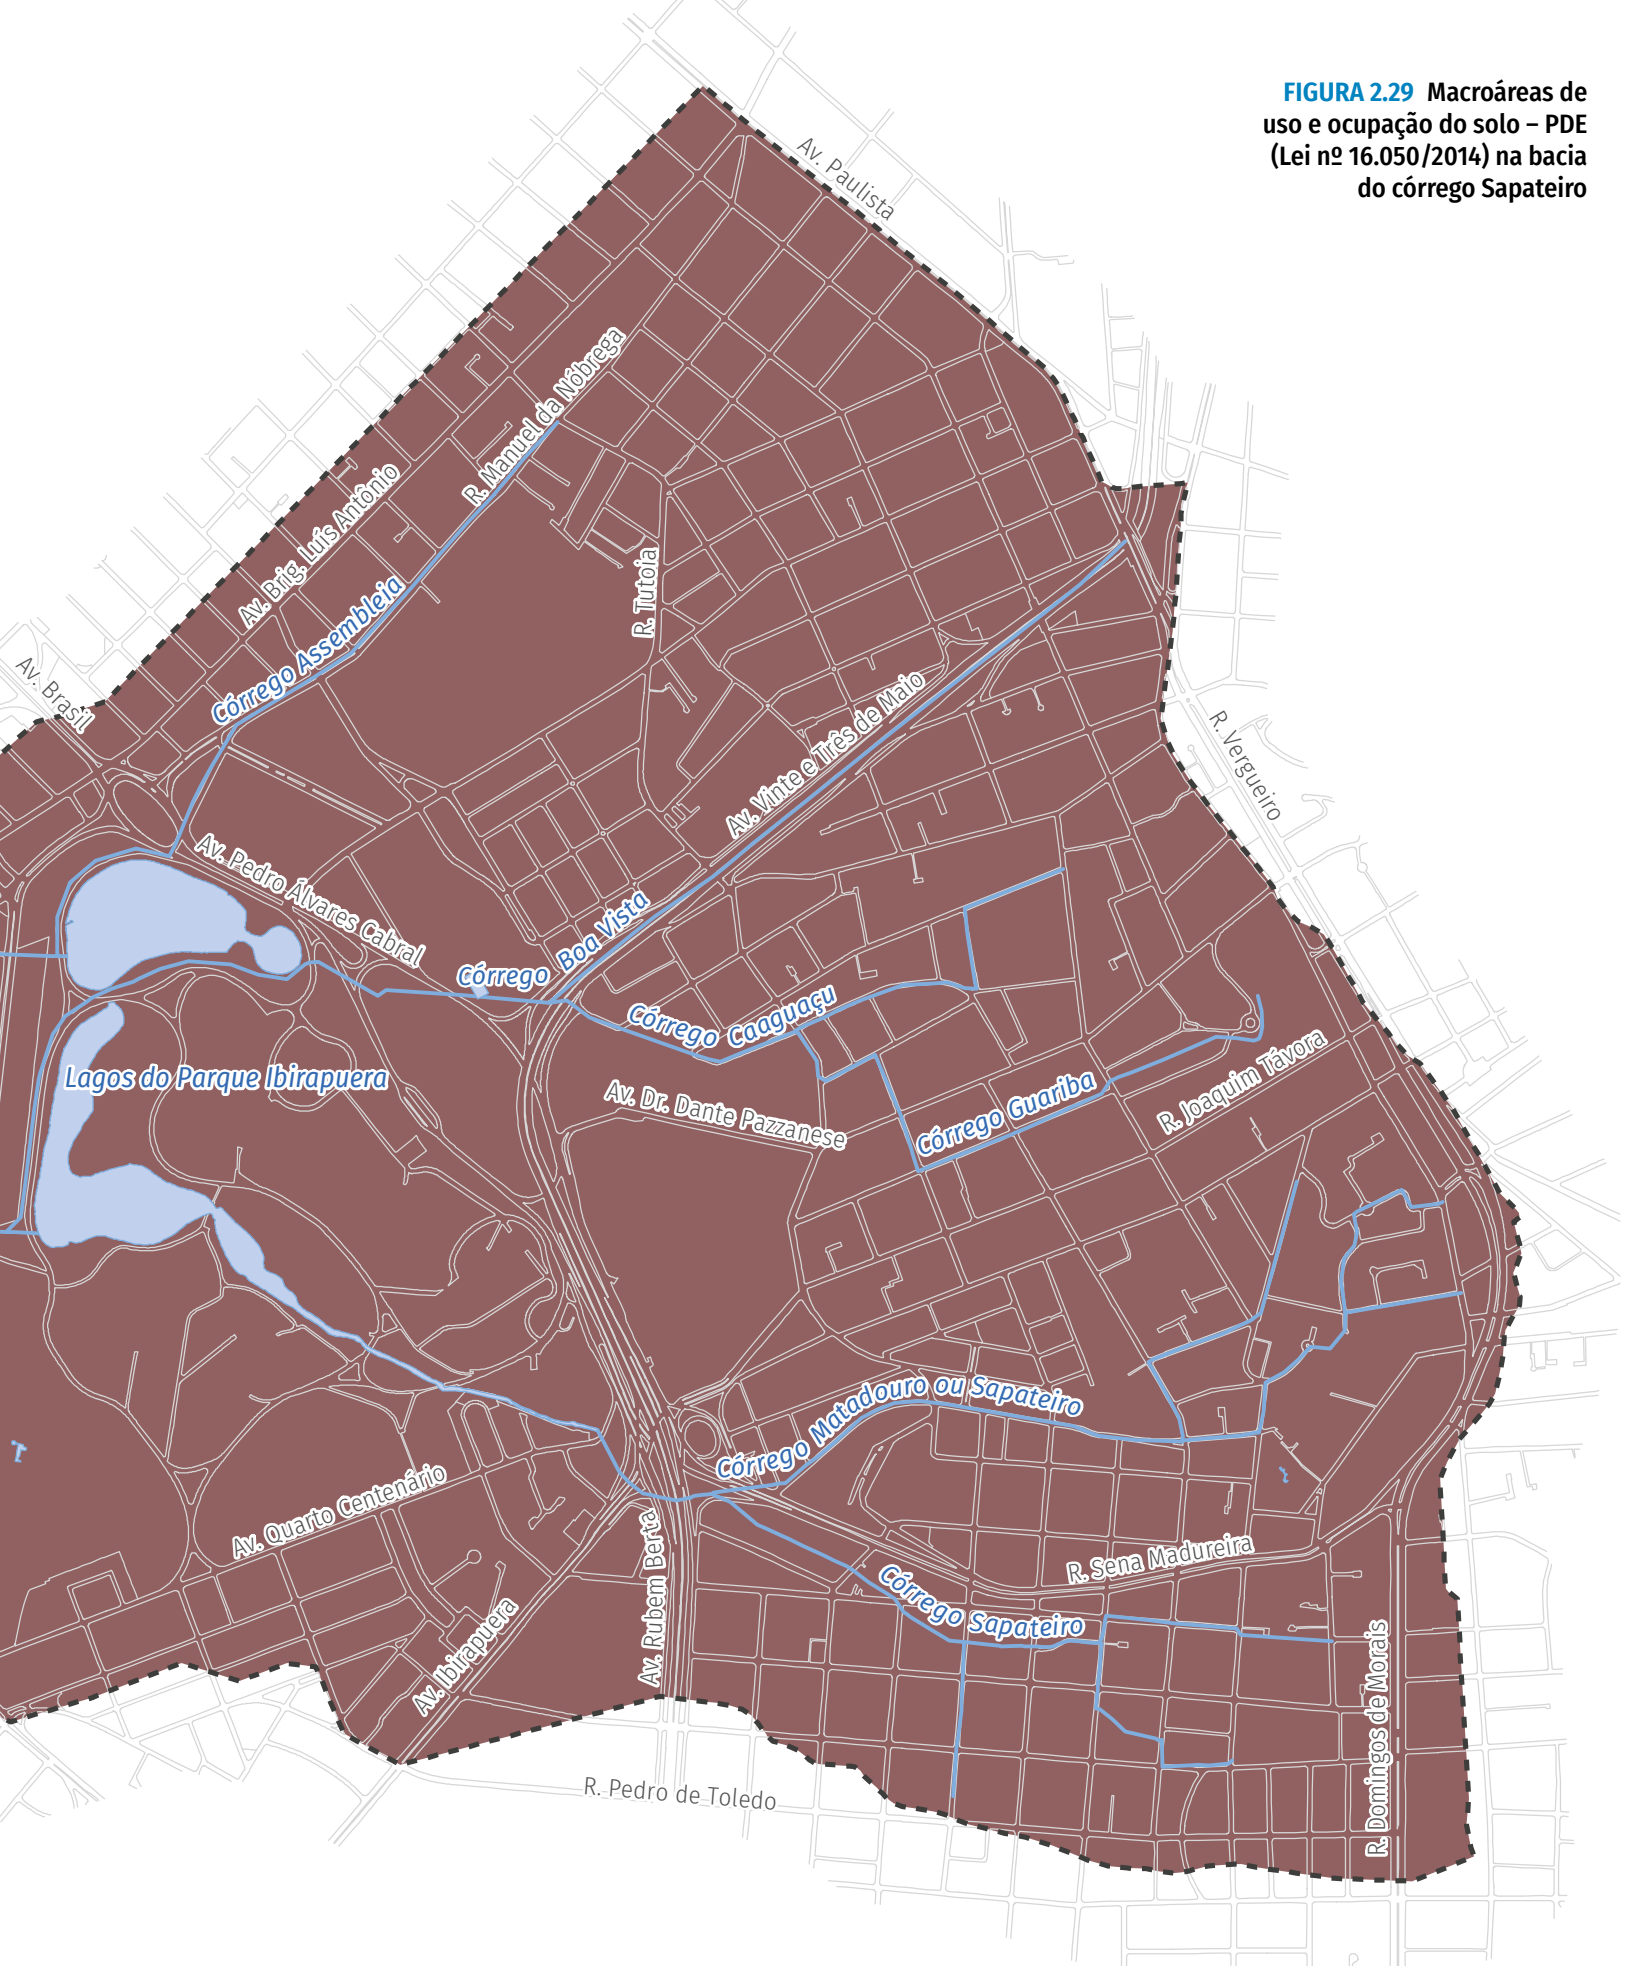 FIGURA 2.29 Macroáreas de
uso e ocupação do solo – PDE
(Lei nº 16.050/2014) na bacia
do córrego Sapateiro
Av. Paulista
R. Manuel da Nóbrega
Av. Brig. Luís Antônio
R. Tutoia
Córrego Assembleia
Av. Brasil
Av. Vinte e Três de Maio
R. Vergueiro
Av. Pedro Álvares Cabral
Córrego Boa Vista
Córrego Caaguaçu
Lagos do Parque Ibirapuera
Av. Dr. Dante Pazzanese
Córrego Guariba
R. Joaquim Távora
Córrego Matadouro ou Sapateiro
Av. Quarto Centenário
R. Sena Madureira
Av. Rubem Berta
Córrego Sapateiro
Av. Ibirapuera
R. Domingos de Morais
R. Pedro de Toledo